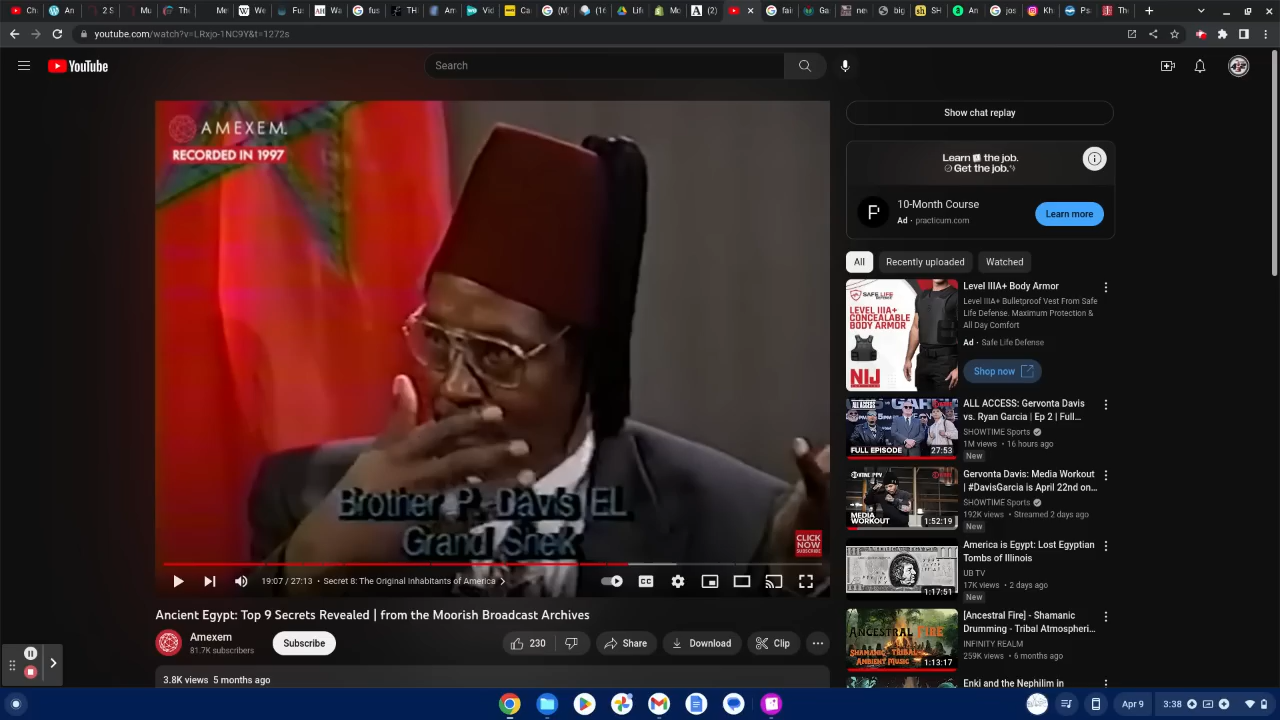 youtube.com/watch?v=LRxjo-1NC9Y&t=1272s
YouTube
Search
AMEXEM.
RECORDED IN 1997
Brother P. Davis EL
Grand Sheik
CLICK
NOW
SUBSCRIBE
19:07 / 27:13 • Secret 8: The Original Inhabitants of America
Ancient Egypt: Top 9 Secrets Revealed | from the Moorish Broadcast Archives
Amexem
81.7K subscribers
Subscribe
230
Share
Download
Clip
3.8K views 5 months ago
Show chat replay
Learn the job.
Get the job.
10-Month Course
Ad · practicum.com
Learn more
All
Recently uploaded
Watched
SAFE LIFE
DEFENSE
LEVEL IIIA+
CONCEALABLE
BODY ARMOR
NIJ
Level IIIA+ Body Armor
Level IIIA+ Bulletproof Vest From Safe
Life Defense. Maximum Protection &
All Day Comfort
Ad · Safe Life Defense
Shop now
FULL EPISODE
27:53
ALL ACCESS: Gervonta Davis
vs. Ryan Garcia | Ep 2 | Full...
SHOWTIME Sports
1M views • 16 hours ago
New
MEDIA
WORKOUT
1:52:19
Gervonta Davis: Media Workout
| #DavisGarcia is April 22nd on...
SHOWTIME Sports
192K views • Streamed 2 days ago
New
1:17:51
America is Egypt: Lost Egyptian
Tombs of Illinois
UB TV
17K views • 2 days ago
New
ANCESTRAL FIRE
SHAMANIC - TRIBAL
AMBIENT MUSIC
1:13:17
[Ancestral Fire] - Shamanic
Drumming - Tribal Atmospheri...
INFINITY REALM
259K views • 6 months ago
Enki and the Nephilim in
Apr 9
3:38